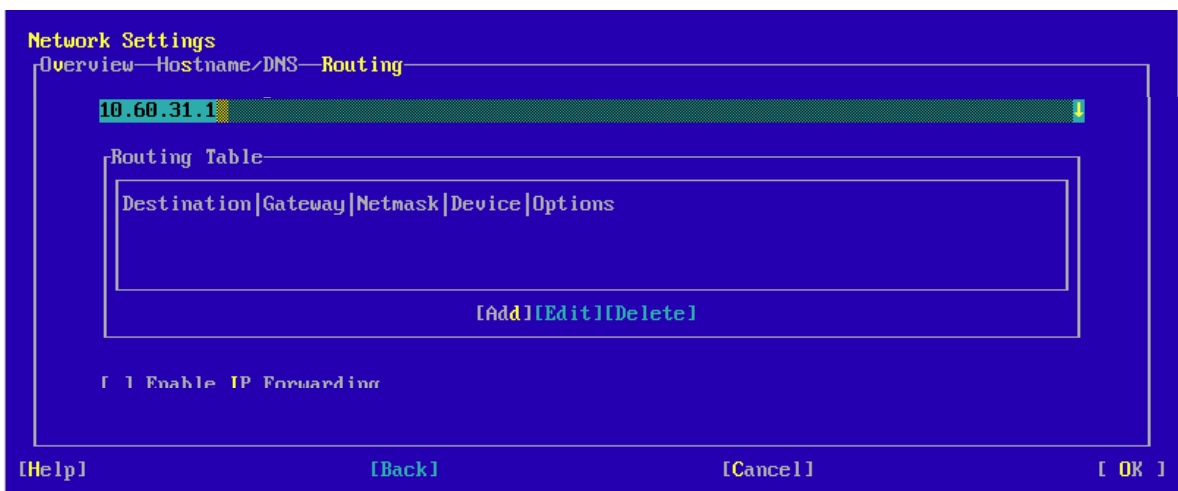 Network Settings
Overview—Hostname/DNS—Routing
10.60.31.1
Routing Table
Destination|Gateway|Netmask|Device|Options
[Add][Edit][Delete]
[ ] Enable IP Forwarding
[Help] [Back] [Cancel] [ OK ]